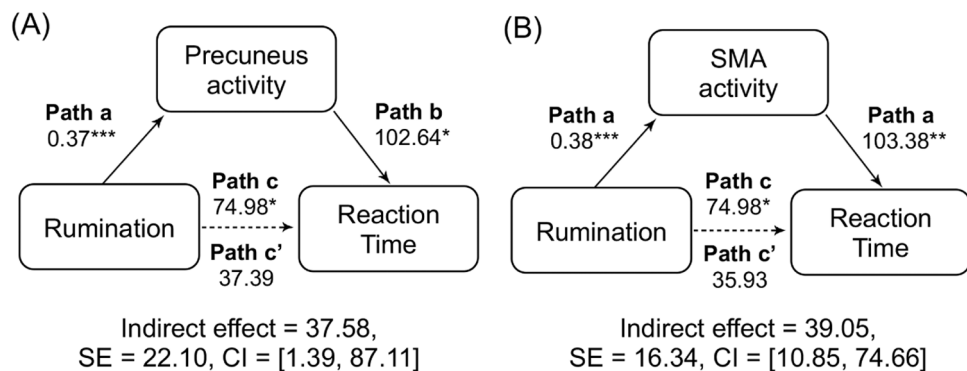 (A)
Precuneus
activity
Path a
0.37***
Path b
102.64*
Rumination
Path c
74.98*
Path c’
37.39
Reaction
Time
Indirect effect = 37.58,
SE = 22.10, CI = [1.39, 87.11]
(B)
SMA
activity
Path a
0.38***
Path a
103.38**
Rumination
Path c
74.98*
Path c’
35.93
Reaction
Time
Indirect effect = 39.05,
SE = 16.34, CI = [10.85, 74.66]